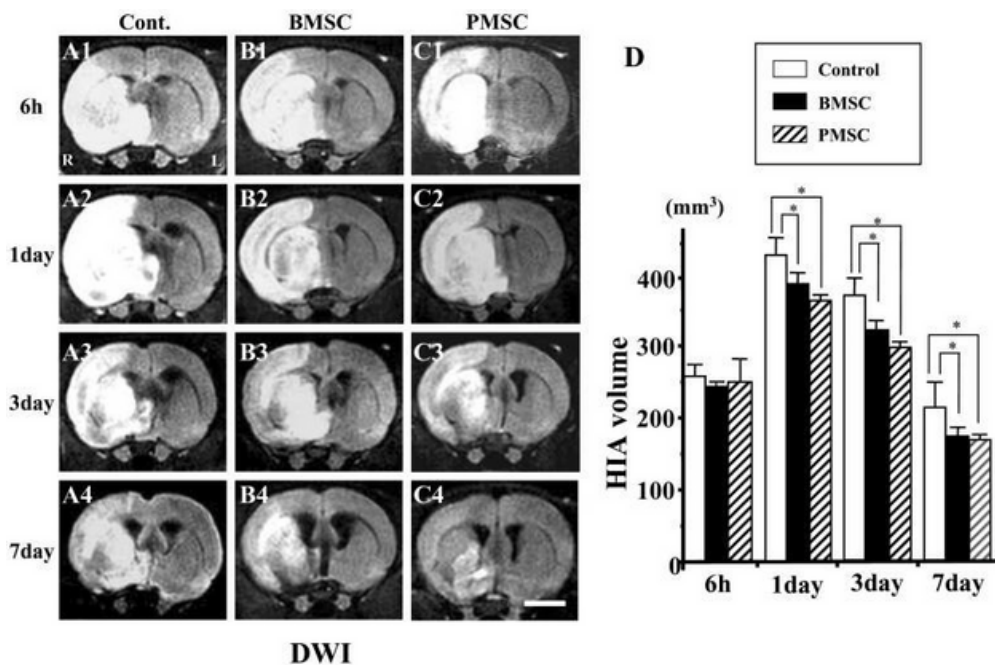 Cont. BMSC PMSC
6h A1 B1 C1
R L
1day A2 B2 C2
3day A3 B3 C3
7day A4 B4 C4
DWI
D
Control
BMSC
PMSC
(mm³)
HIA volume
400
300
200
100
0
* * * * * *
6h 1day 3day 7day